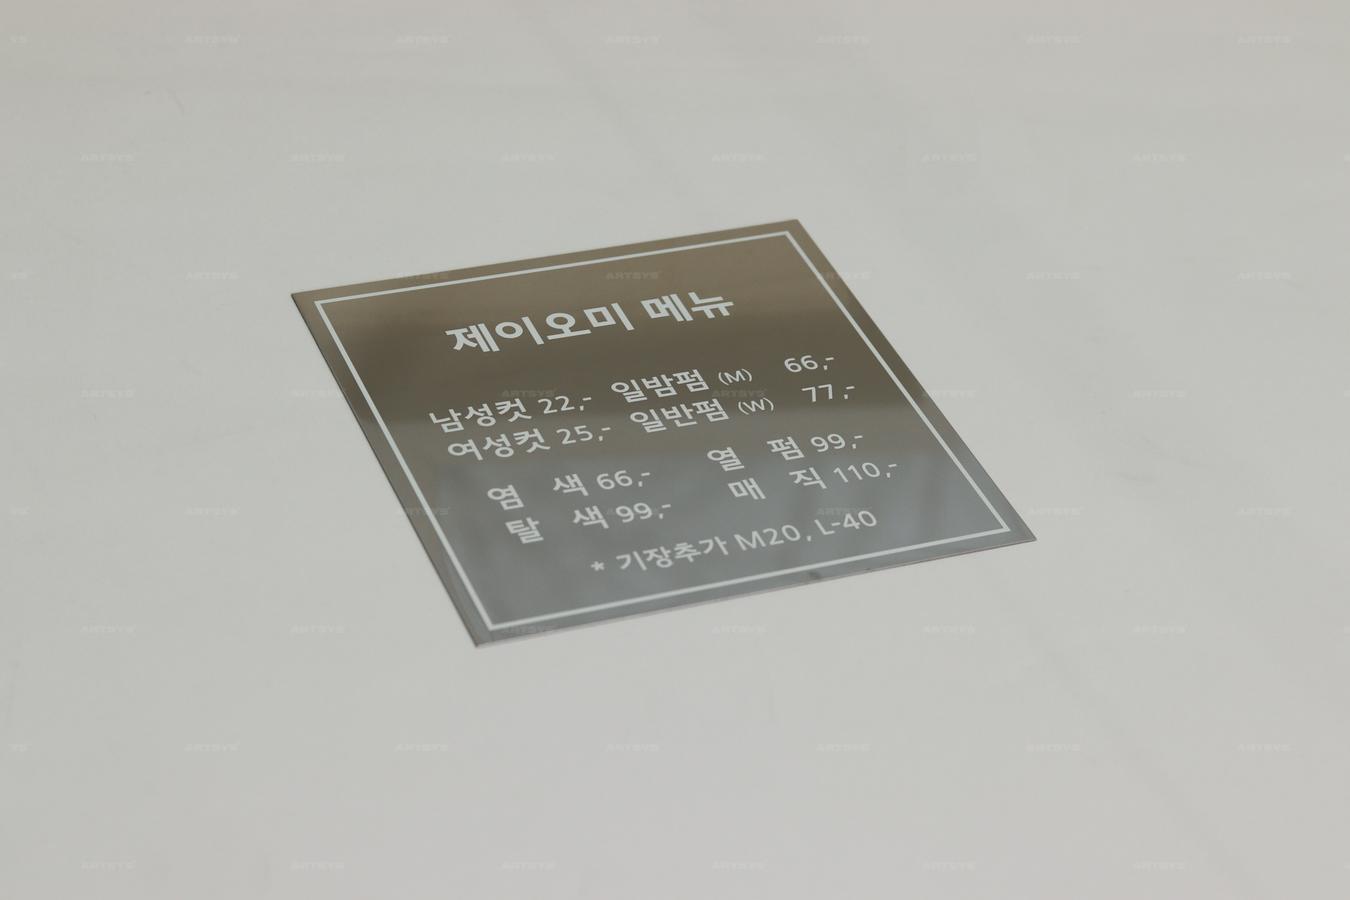 제이오미 메뉴
남성컷 22,- 일밤펌 (M) 66,-
여성컷 25,- 일반펌 (W) 77,-
염 색 66,- 열 펌 99,-
탈 색 99,- 매 직 110,-
* 기장추가 M20, L-40
ARTSYS